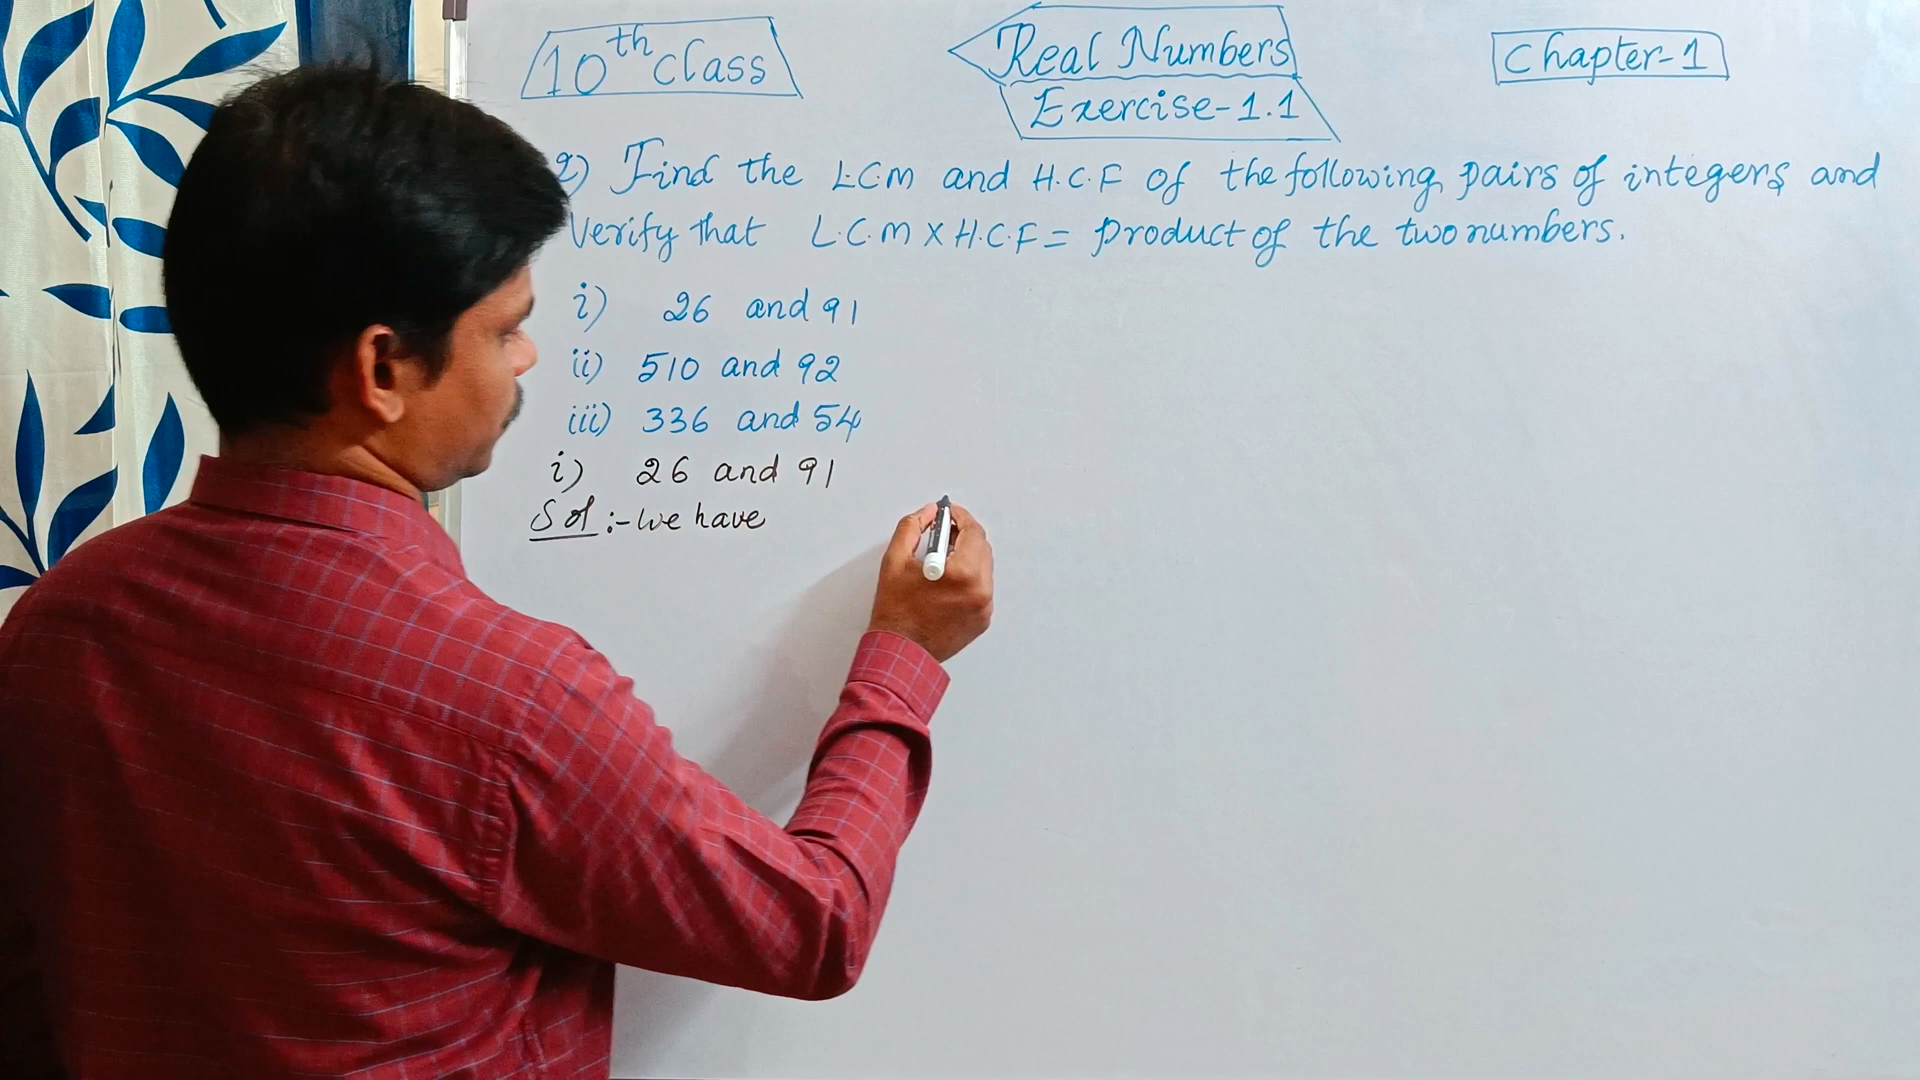 10th class
Real Numbers
Chapter-1
Exercise-1.1
2) Find the L.C.M and H.C.F of the following pairs of integers and
Verify that L.C.M X H.C.F = product of the two numbers.
i) 26 and 91
ii) 510 and 92
iii) 336 and 54
i) 26 and 91
Sol :- We have